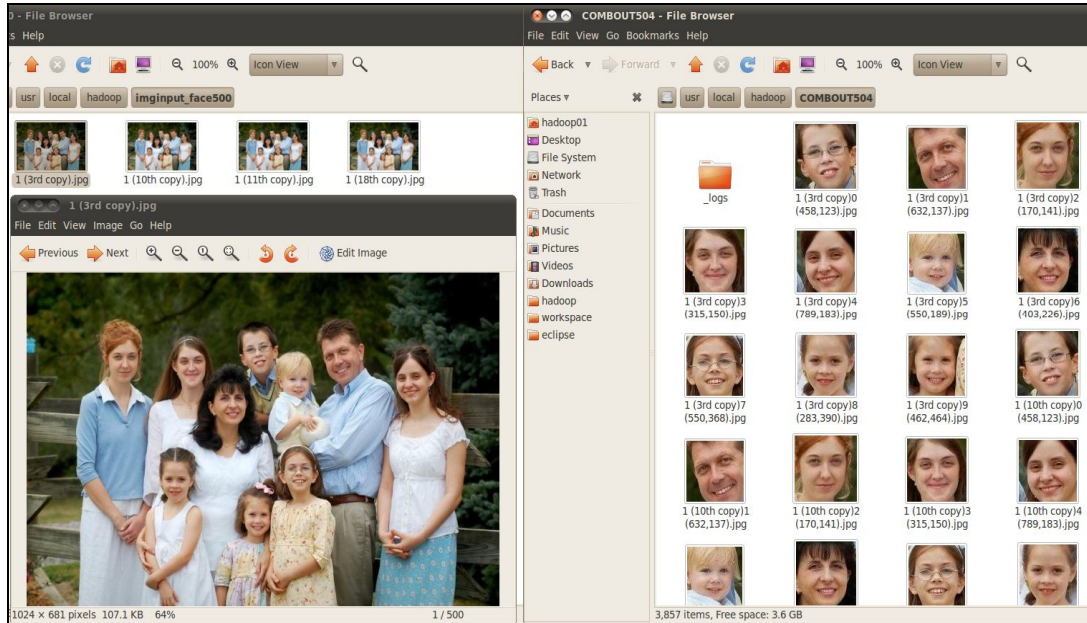 0 - File Browser
s Help
100% Icon View
usr local hadoop imginput_face500
1 (3rd copy).jpg 1 (10th copy).jpg 1 (11th copy).jpg 1 (18th copy).jpg
1 (3rd copy).jpg
File Edit View Image Go Help
Previous Next Edit Image
1024 × 681 pixels 107.1 KB 64% 1 / 500
COMBOUT504 - File Browser
File Edit View Go Bookmarks Help
Back Forward 100% Icon View
Places usr local hadoop COMBOUT504
hadoop01
Desktop
File System
Network
Trash
Documents
Music
Pictures
Videos
Downloads
hadoop
workspace
eclipse
_logs 1 (3rd copy)0 1 (3rd copy)1 1 (3rd copy)2
(458,123).jpg (632,137).jpg (170,141).jpg
1 (3rd copy)3 1 (3rd copy)4 1 (3rd copy)5 1 (3rd copy)6
(315,150).jpg (789,183).jpg (550,189).jpg (403,226).jpg
1 (3rd copy)7 1 (3rd copy)8 1 (3rd copy)9 1 (10th copy)0
(550,368).jpg (283,390).jpg (462,464).jpg (458,123).jpg
1 (10th copy)1 1 (10th copy)2 1 (10th copy)3 1 (10th copy)4
(632,137).jpg (170,141).jpg (315,150).jpg (789,183).jpg
3,857 items, Free space: 3.6 GB